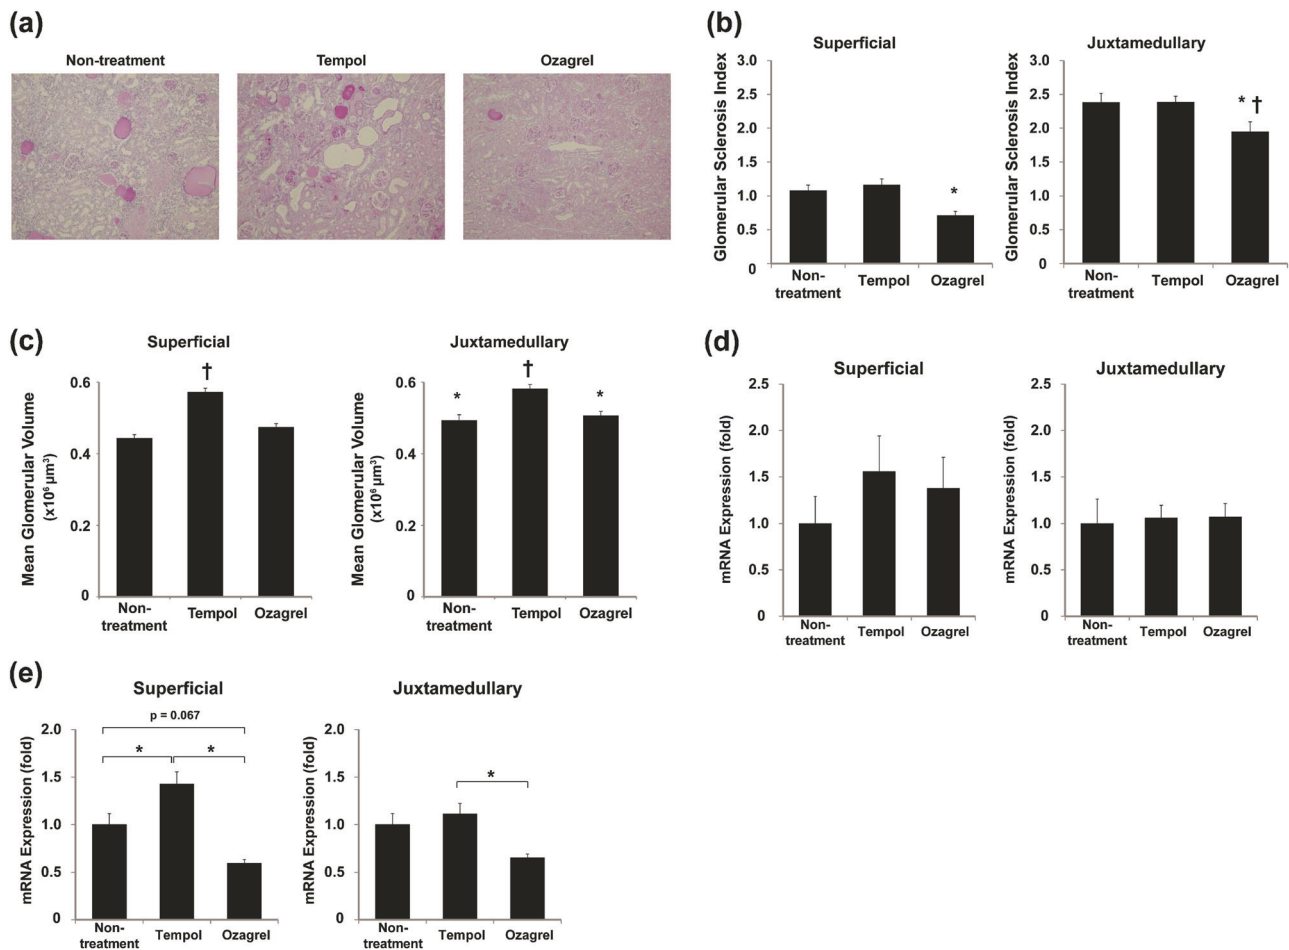 (a)
Non-treatment
Tempol
Ozagrel
(b)
Superficial
Glomerular Sclerosis Index
3.0
2.5
2.0
1.5
1.0
0.5
0
*
Non-
treatment
Tempol
Ozagrel
Juxtamedullary
Glomerular Sclerosis Index
3.0
2.5
2.0
1.5
1.0
0.5
0
* †
Non-
treatment
Tempol
Ozagrel
(c)
Superficial
Mean Glomerular Volume
(x10⁶ µm³)
0.6
0.4
0.2
0
†
Non-
treatment
Tempol
Ozagrel
Juxtamedullary
Mean Glomerular Volume
(x10⁶ µm³)
0.6
0.4
0.2
0
*
†
*
Non-
treatment
Tempol
Ozagrel
(d)
Superficial
mRNA Expression (fold)
2.5
2.0
1.5
1.0
0.5
0
Non-
treatment
Tempol
Ozagrel
Juxtamedullary
mRNA Expression (fold)
2.5
2.0
1.5
1.0
0.5
0
Non-
treatment
Tempol
Ozagrel
(e)
Superficial
mRNA Expression (fold)
2.0
1.5
1.0
0.5
0
p = 0.067
*
*
Non-
treatment
Tempol
Ozagrel
Juxtamedullary
mRNA Expression (fold)
2.0
1.5
1.0
0.5
0
*
Non-
treatment
Tempol
Ozagrel